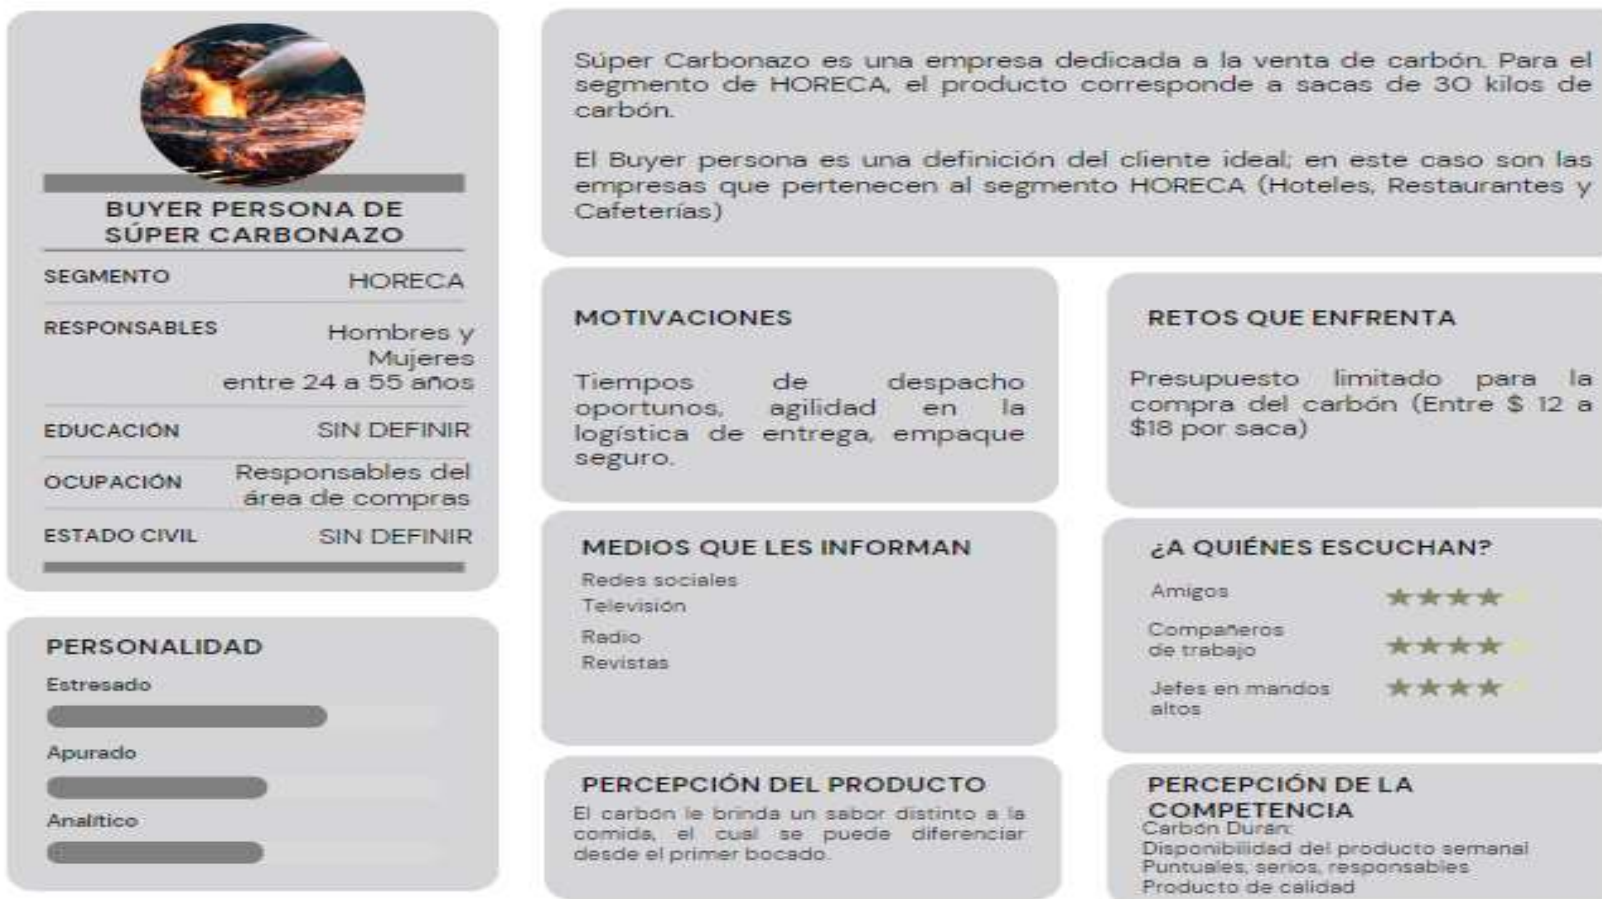 BUYER PERSONA DE
SÚPER CARBONAZO
SEGMENTO HORECA
RESPONSABLES Hombres y
Mujeres
entre 24 a 55 años
EDUCACIÓN SIN DEFINIR
OCUPACIÓN Responsables del
área de compras
ESTADO CIVIL SIN DEFINIR
PERSONALIDAD
Estresado
Apurado
Analítico
Súper Carbonazo es una empresa dedicada a la venta de carbón. Para el
segmento de HORECA, el producto corresponde a sacas de 30 kilos de
carbón.
El Buyer persona es una definición del cliente ideal; en este caso son las
empresas que pertenecen al segmento HORECA (Hoteles, Restaurantes y
Cafeterías)
MOTIVACIONES
Tiempos de despacho
oportunos, agilidad en la
logística de entrega, empaque
seguro.
RETOS QUE ENFRENTA
Presupuesto limitado para la
compra del carbón (Entre $ 12 a
$18 por saca)
MEDIOS QUE LES INFORMAN
Redes sociales
Televisión
Radio
Revistas
¿A QUIÉNES ESCUCHAN?
Amigos
Compañeros
de trabajo
Jefes en mandos
altos
PERCEPCIÓN DEL PRODUCTO
El carbón le brinda un sabor distinto a la
comida, el cual se puede diferenciar
desde el primer bocado.
PERCEPCIÓN DE LA
COMPETENCIA
Carbón Durán:
Disponibilidad del producto semanal
Puntuales, serios, responsables
Producto de calidad